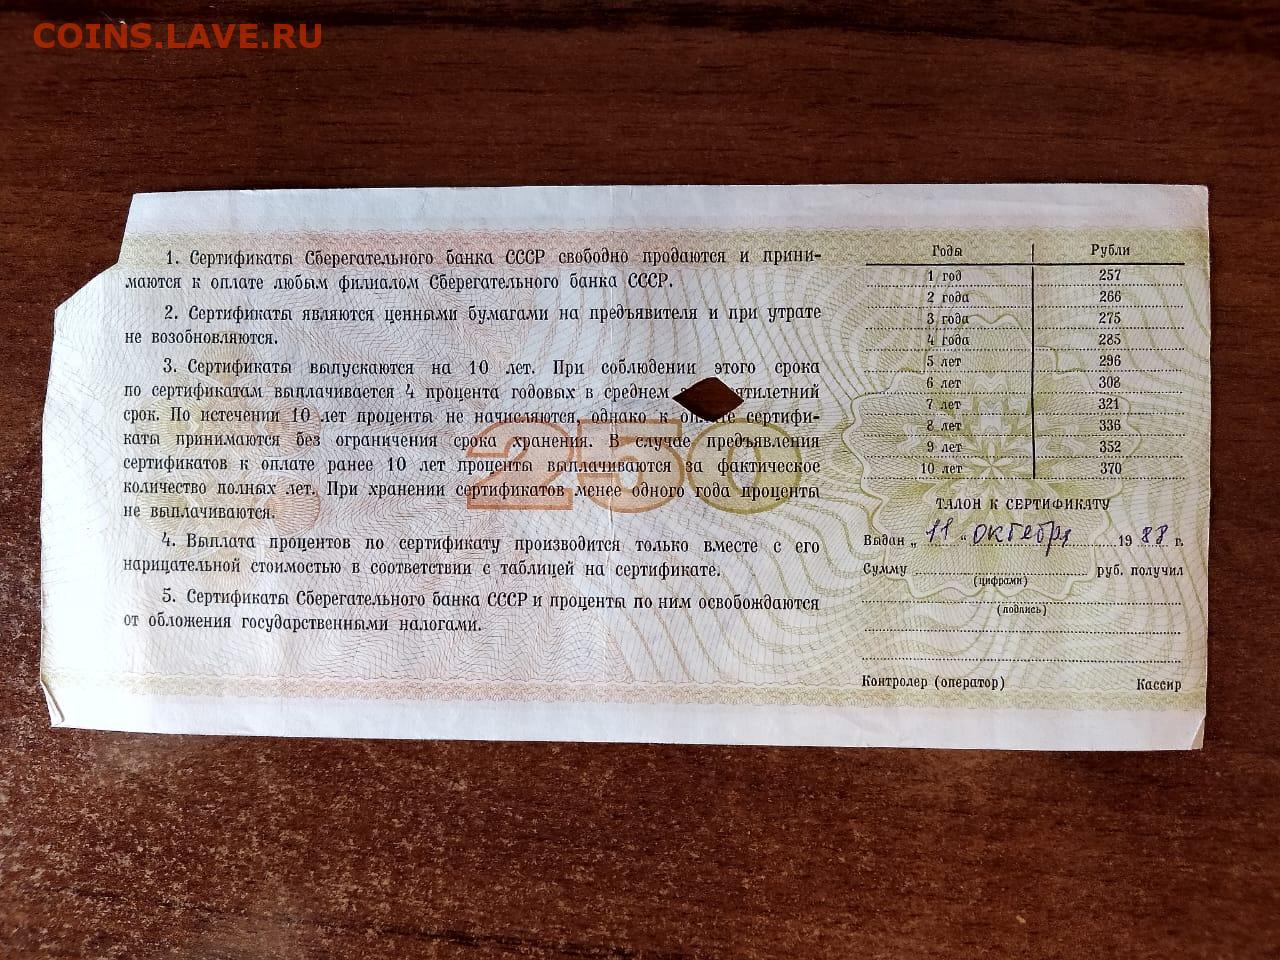 COINS.LAVE.RU
1. Сертификаты Сберегательного банка СССР свободно продаются и прини-
маются к оплате любым филиалом Сберегательного банка СССР.
2. Сертификаты являются ценными бумагами на предъявителя и при утрате
не возобновляются.
3. Сертификаты выпускаются на 10 лет. При соблюдении этого срока
по сертификатам выплачивается 4 процента годовых в среднем
срок. По истечении 10 лет проценты не начисляются, однако к сертифи-
каты принимаются без ограничения срока хранения. В случае предъявления
сертификатов к оплате ранее 10 лет проценты выплачиваются за фактическое
количество полных лет. При хранении сертификатов менее одного года проценты
не выплачиваются.
4. Выплата процентов по сертификату производится только вместе с его
нарицательной стоимостью в соответствии с таблицей на сертификате.
5. Сертификаты Сберегательного банка СССР и проценты по ним освобождаются
от обложения государственными налогами.
250
Годы Рубли
1 год 257
2 года 266
3 года 275
4 года 285
5 лет 296
6 лет 308
7 лет 321
8 лет 336
9 лет 352
10 лет 370
ТАЛОН К СЕРТИФИКАТУ
Выдан „11“ октября 1988 г.
Сумму руб. получил
(цифрами)
(подпись)
Контролер (оператор) Кассир